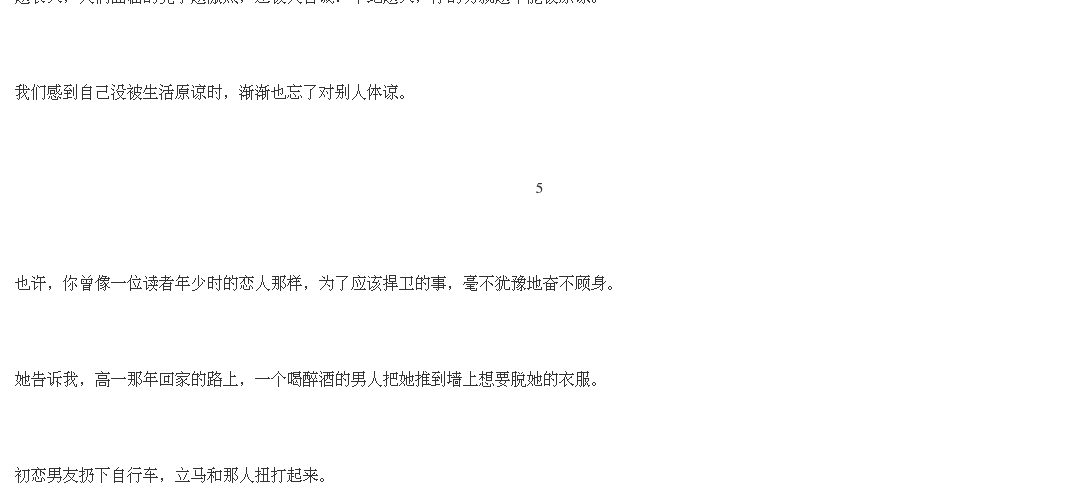 我们感到自己没被生活原谅时，渐渐也忘了对别人体谅。
5
也许，你曾像一位读者年少时的恋人那样，为了应该捍卫的事，毫不犹豫地奋不顾身。
她告诉我，高一那年回家的路上，一个喝醉酒的男人把她推到墙上想要脱她的衣服。
初恋男友扔下自行车，立马和那人扭打起来。